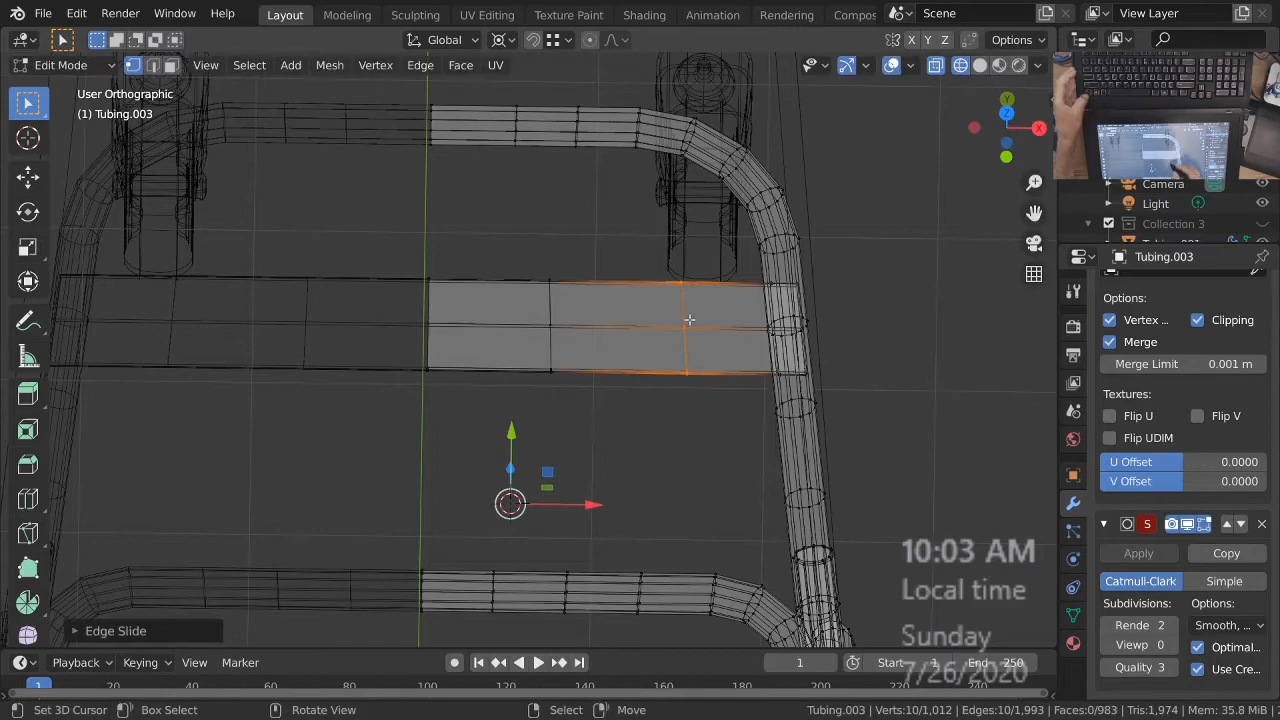 File Edit Render Window Help Layout Modeling Sculpting UV Editing Texture Paint Shading Animation Rendering Compos Scene View Layer
Global X Y Z Options
Edit Mode View Select Add Mesh Vertex Edge Face UV
User Orthographic
(1) Tubing.003
Y
Z
X
Camera
Light
Collection 3
Tubing.003
Options:
Vertex ... Clipping
Merge
Merge Limit 0.001 m
Textures:
Flip U Flip V
Flip UDIM
U Offset 0.0000
V Offset 0.0000
S
Apply Copy
Catmull-Clark Simple
Subdivisions: Options:
Rende 2 Smooth, ...
Viewp 0 Optimal...
Quality 3 Use Cre...
10:03 AM
Local time
Sunday
7/26/2020
Edge Slide
Playback Keying View Marker 1 Start 1 End 250
1 20 40 60 80 100 120 140 160 180 200 220 240
Set 3D Cursor Box Select Rotate View Select Move Tubing.003 | Verts:10/1,012 | Edges:10/1,993 | Faces:0/983 | Tris:1,974 | Mem: 35.8 MiB